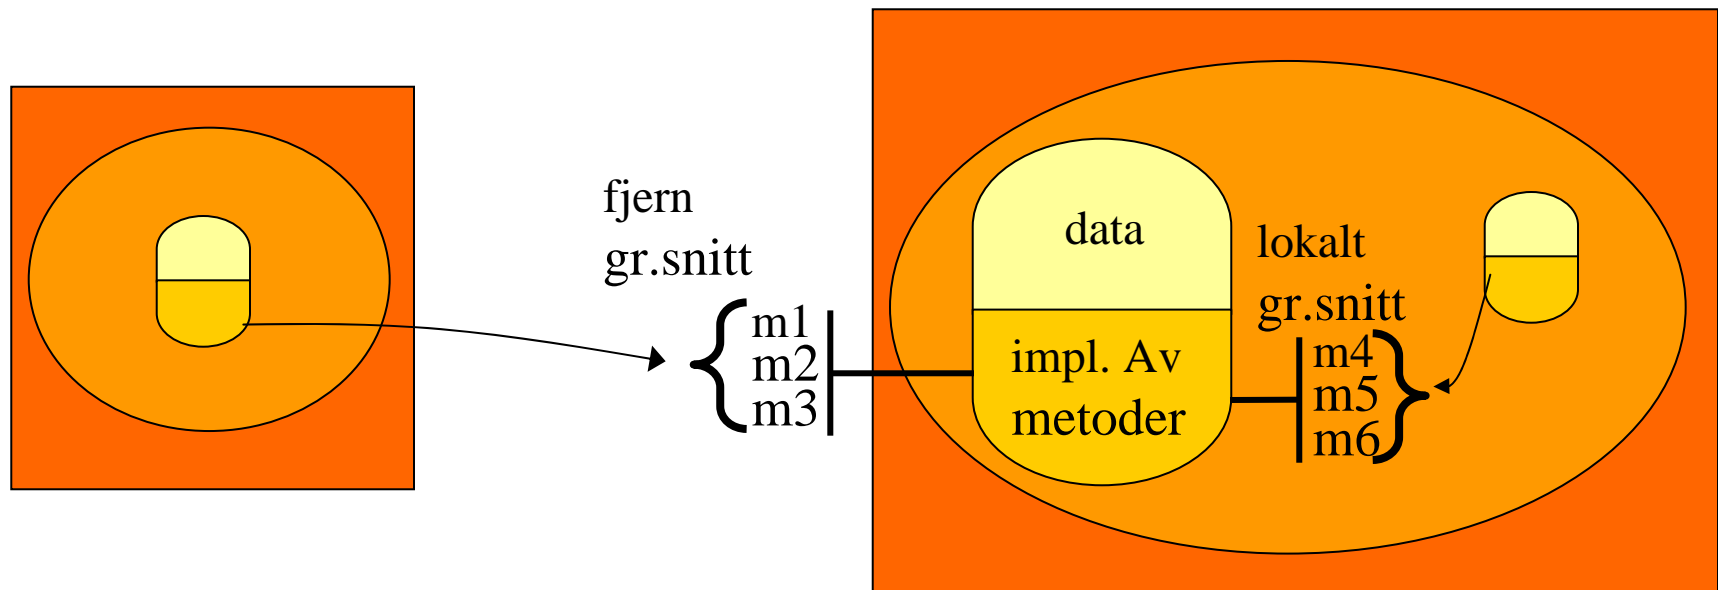 fjern
gr.snitt
m1
m2
m3
data
impl. Av
metoder
lokalt
gr.snitt
m4
m5
m6